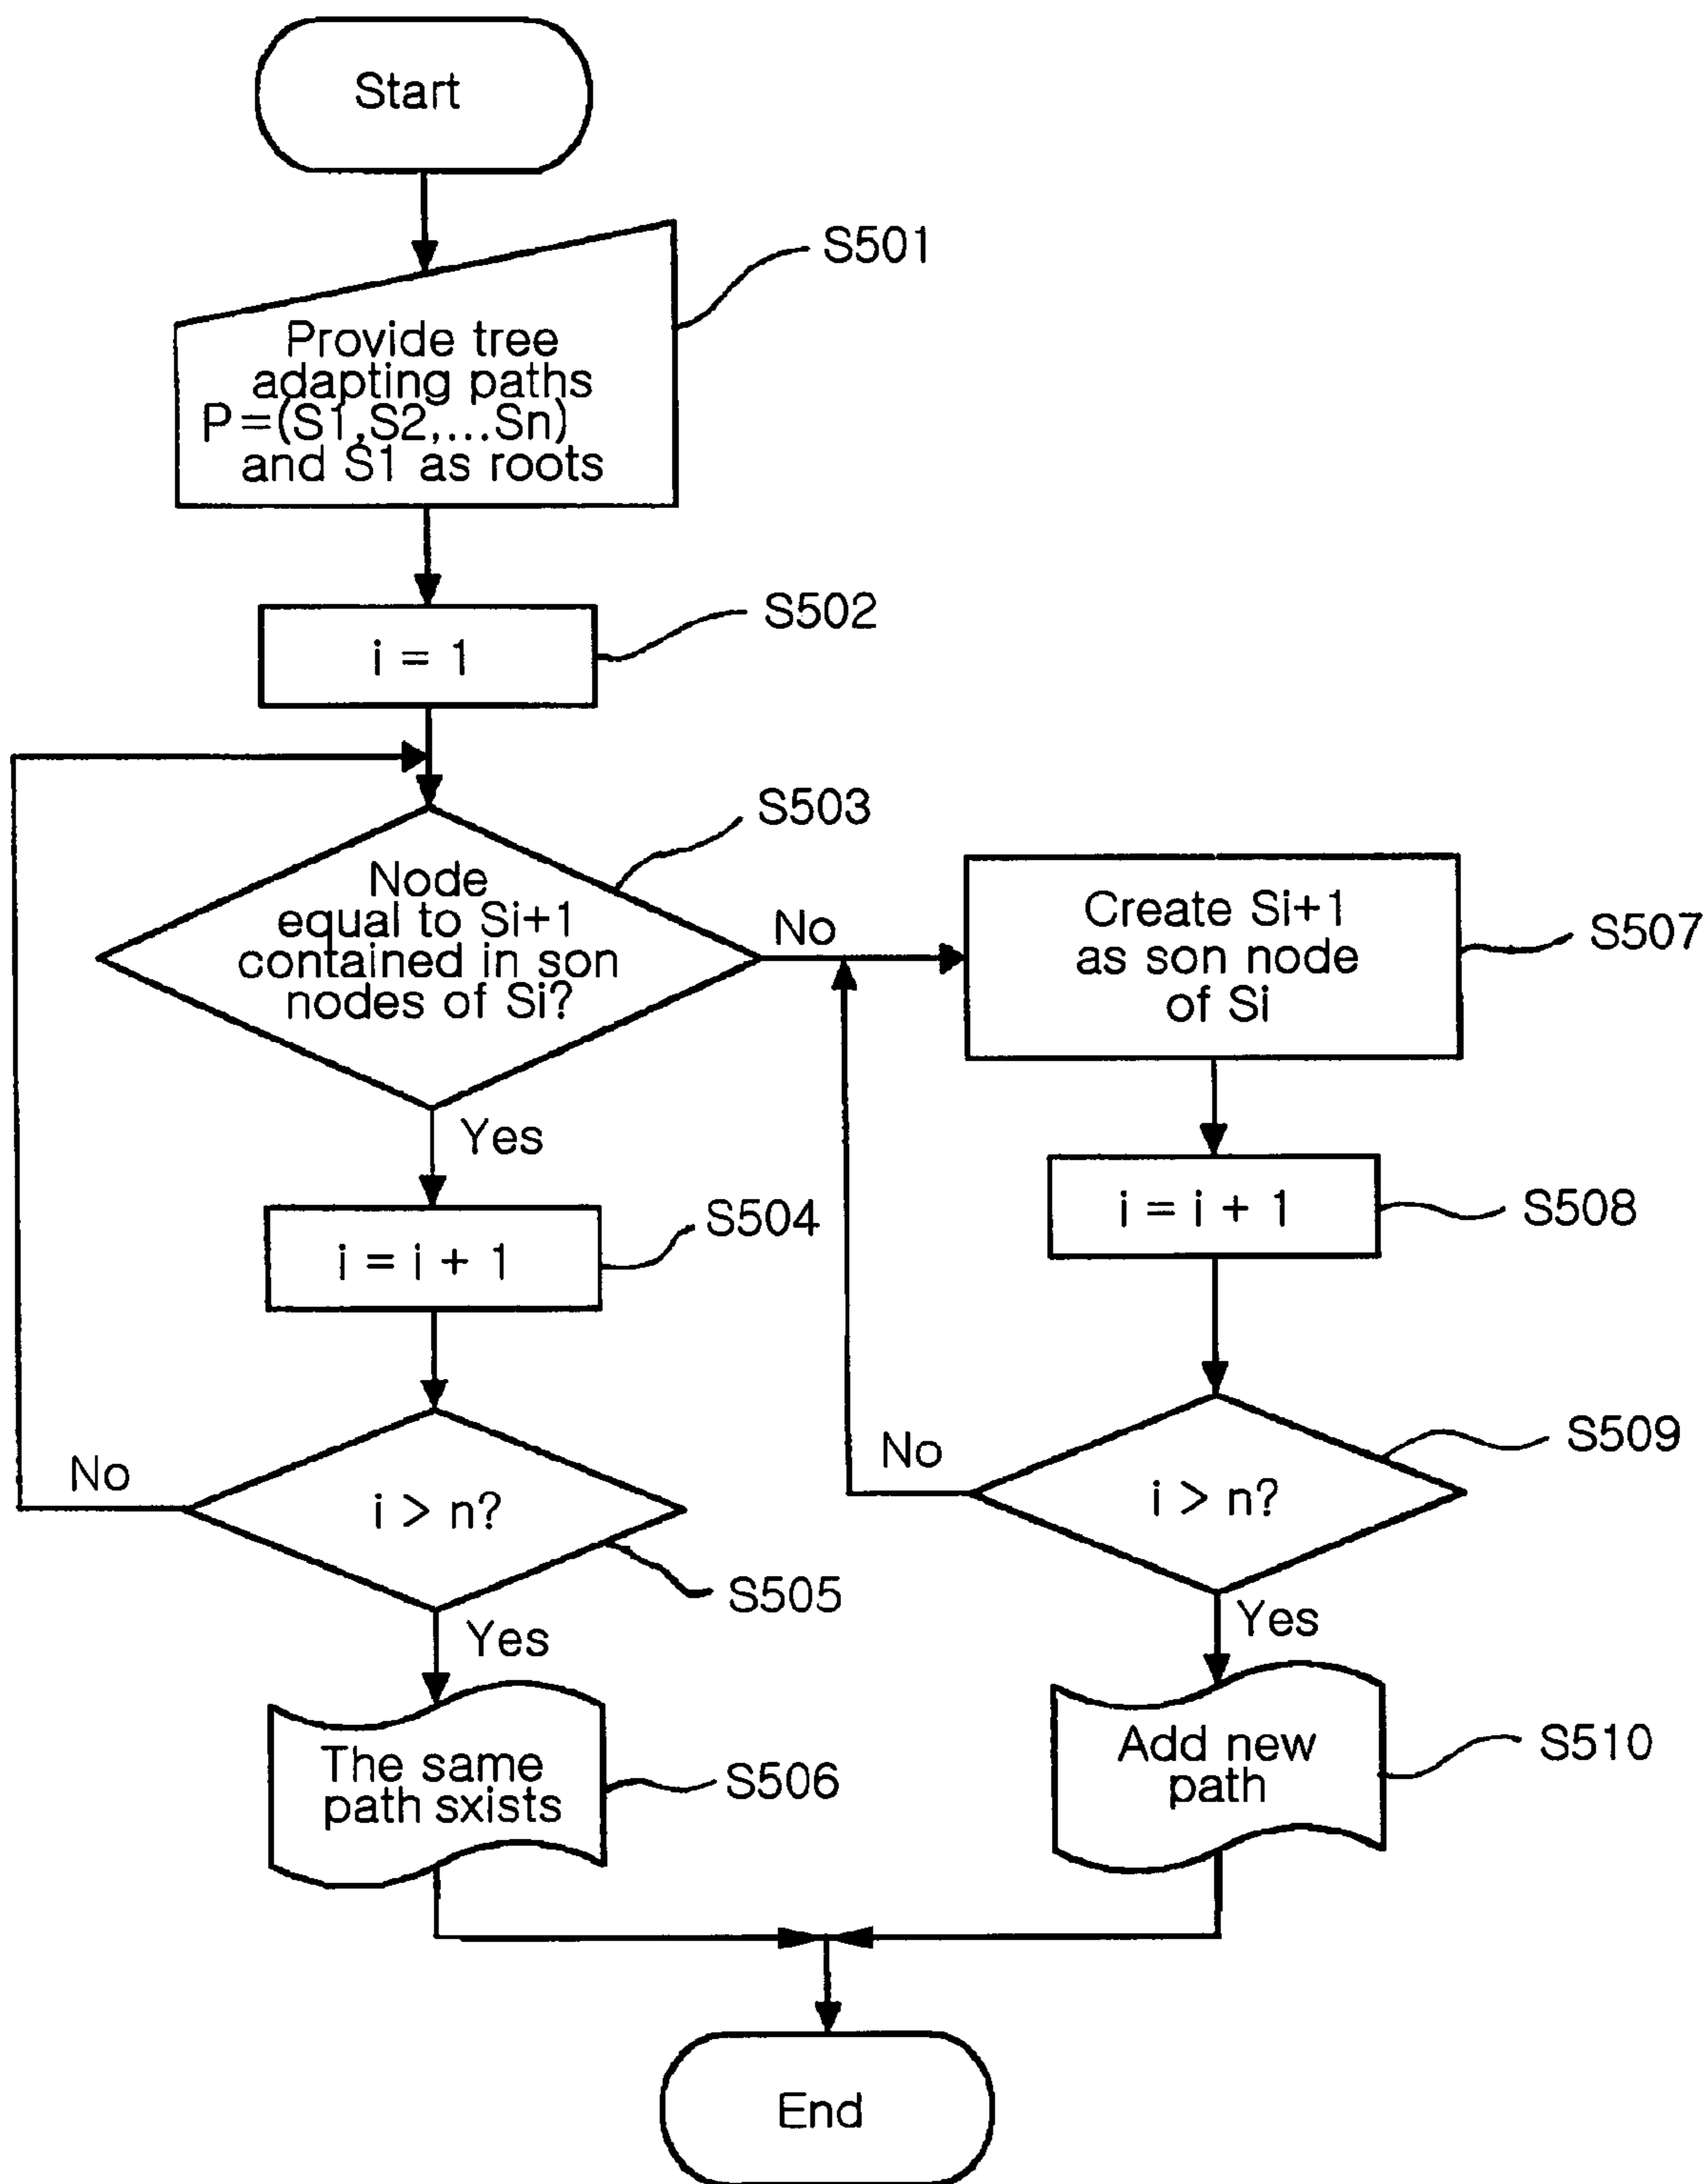 Start
S501
Provide tree
adapting paths
P=(S1,S2,...Sn)
and S1 as roots
S502
i = 1
S503
Node
equal to Si+1
contained in son
nodes of Si?
No
Create Si+1
as son node
of Si
S507
Yes
S504
i = i + 1
i = i + 1
S508
No
i > n?
S505
No
i > n?
S509
Yes
The same
path sxists
S506
Yes
Add new
path
S510
End